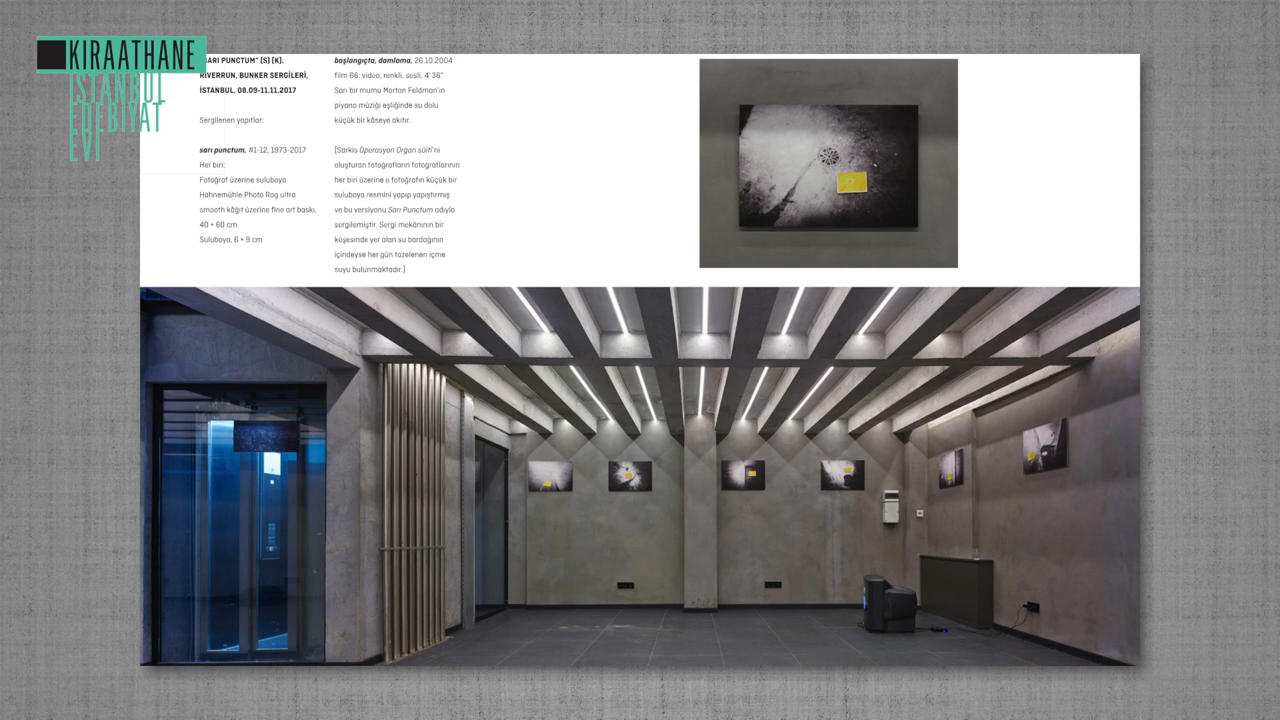 KIRAATHANE
İSTANBUL
EDEBİYAT
EVİ
SARI PUNCTUM" (S) (K).
RIVERRUN, BUNKER SERGİLERİ,
İSTANBUL, 08.09-11.11.2017
Sergilenen yapıtlar:
sarı punctum, #1-12, 1973-2017
Her biri:
Fotoğraf üzerine suluboya
Hahnemühle Photo Rag ultra
smooth kâğıt üzerine fine art baskı,
40 × 60 cm
Suluboya, 6 × 9 cm
başlangıçta, damlama, 26.10.2004
film 66: video, renkli, sesli, 4'36"
Sarı bir mumu Morton Feldman'ın
piyano müziği eşliğinde su dolu
küçük bir kâseye akıtır.
[Sarkis Operasyon Organ süiti'ni
oluşturan fotoğrafların fotoğraflarının
her biri üzerine o fotoğrafın küçük bir
suluboya resmini yapıp yapıştırmış
ve bu versiyonu Sarı Punctum adıyla
sergilemiştir. Sergi mekânının bir
köşesinde yer alan su bardağının
içindeyse her gün tazelenen içme
suyu bulunmaktadır.]